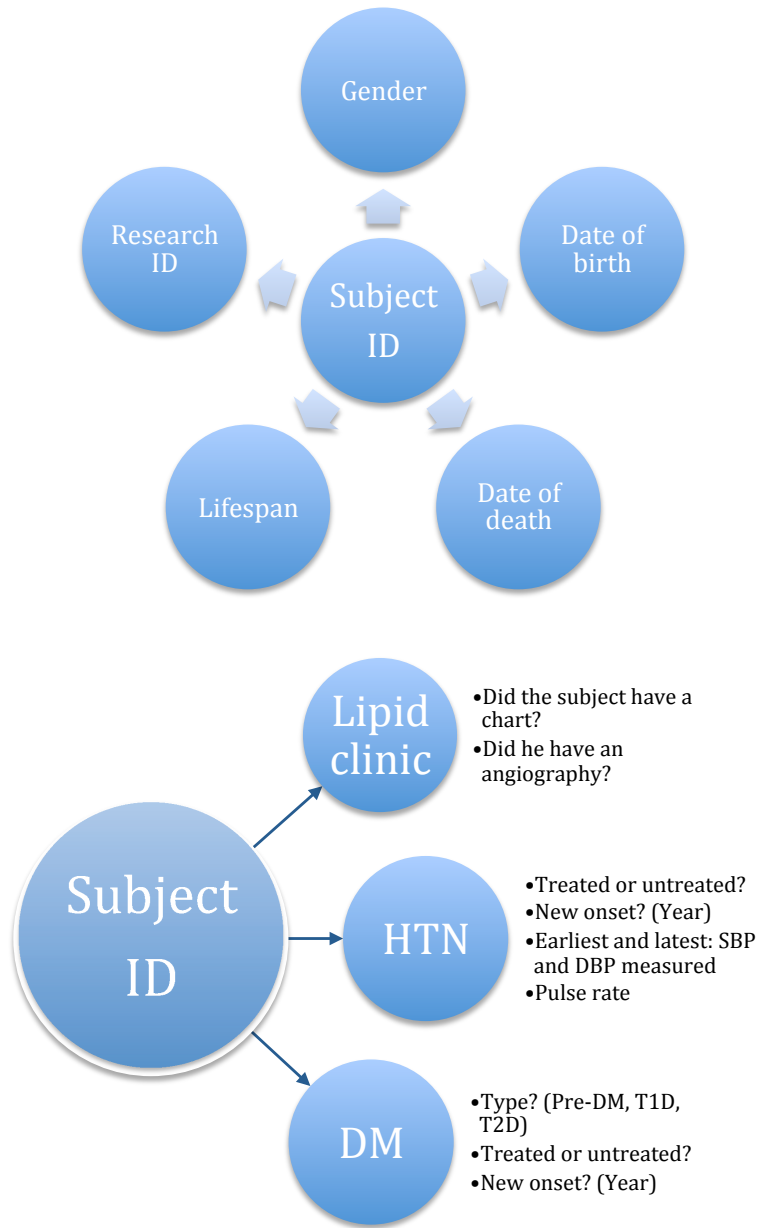 Gender
Research
ID
Date of
birth
Subject
ID
Lifespan
Date of
death
Lipid
clinic
•Did the subject have a
chart?
•Did he have an
angiography?
Subject
ID
HTN
•Treated or untreated?
•New onset? (Year)
•Earliest and latest: SBP
and DBP measured
•Pulse rate
DM
•Type? (Pre-DM, T1D,
T2D)
•Treated or untreated?
•New onset? (Year)